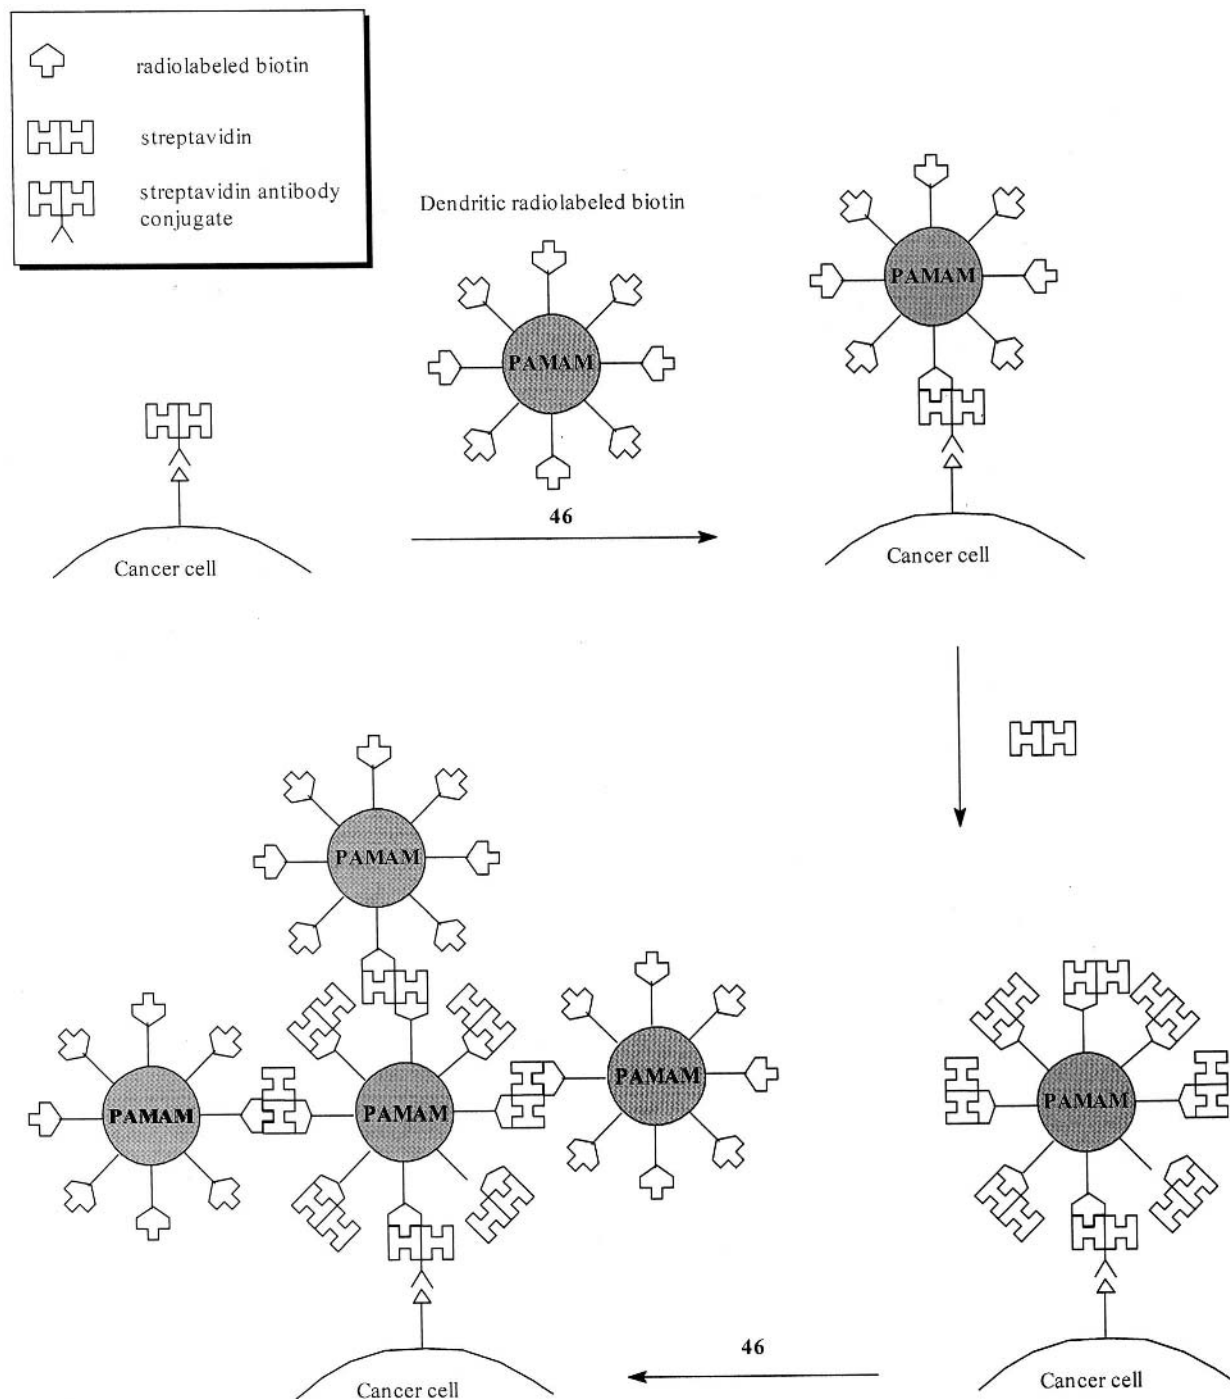 radiolabeled biotin
streptavidin
streptavidin antibody
conjugate
Dendritic radiolabeled biotin
PAMAM
PAMAM
46
Cancer cell
Cancer cell
PAMAM
PAMAM
PAMAM
PAMAM
PAMAM
46
Cancer cell
Cancer cell